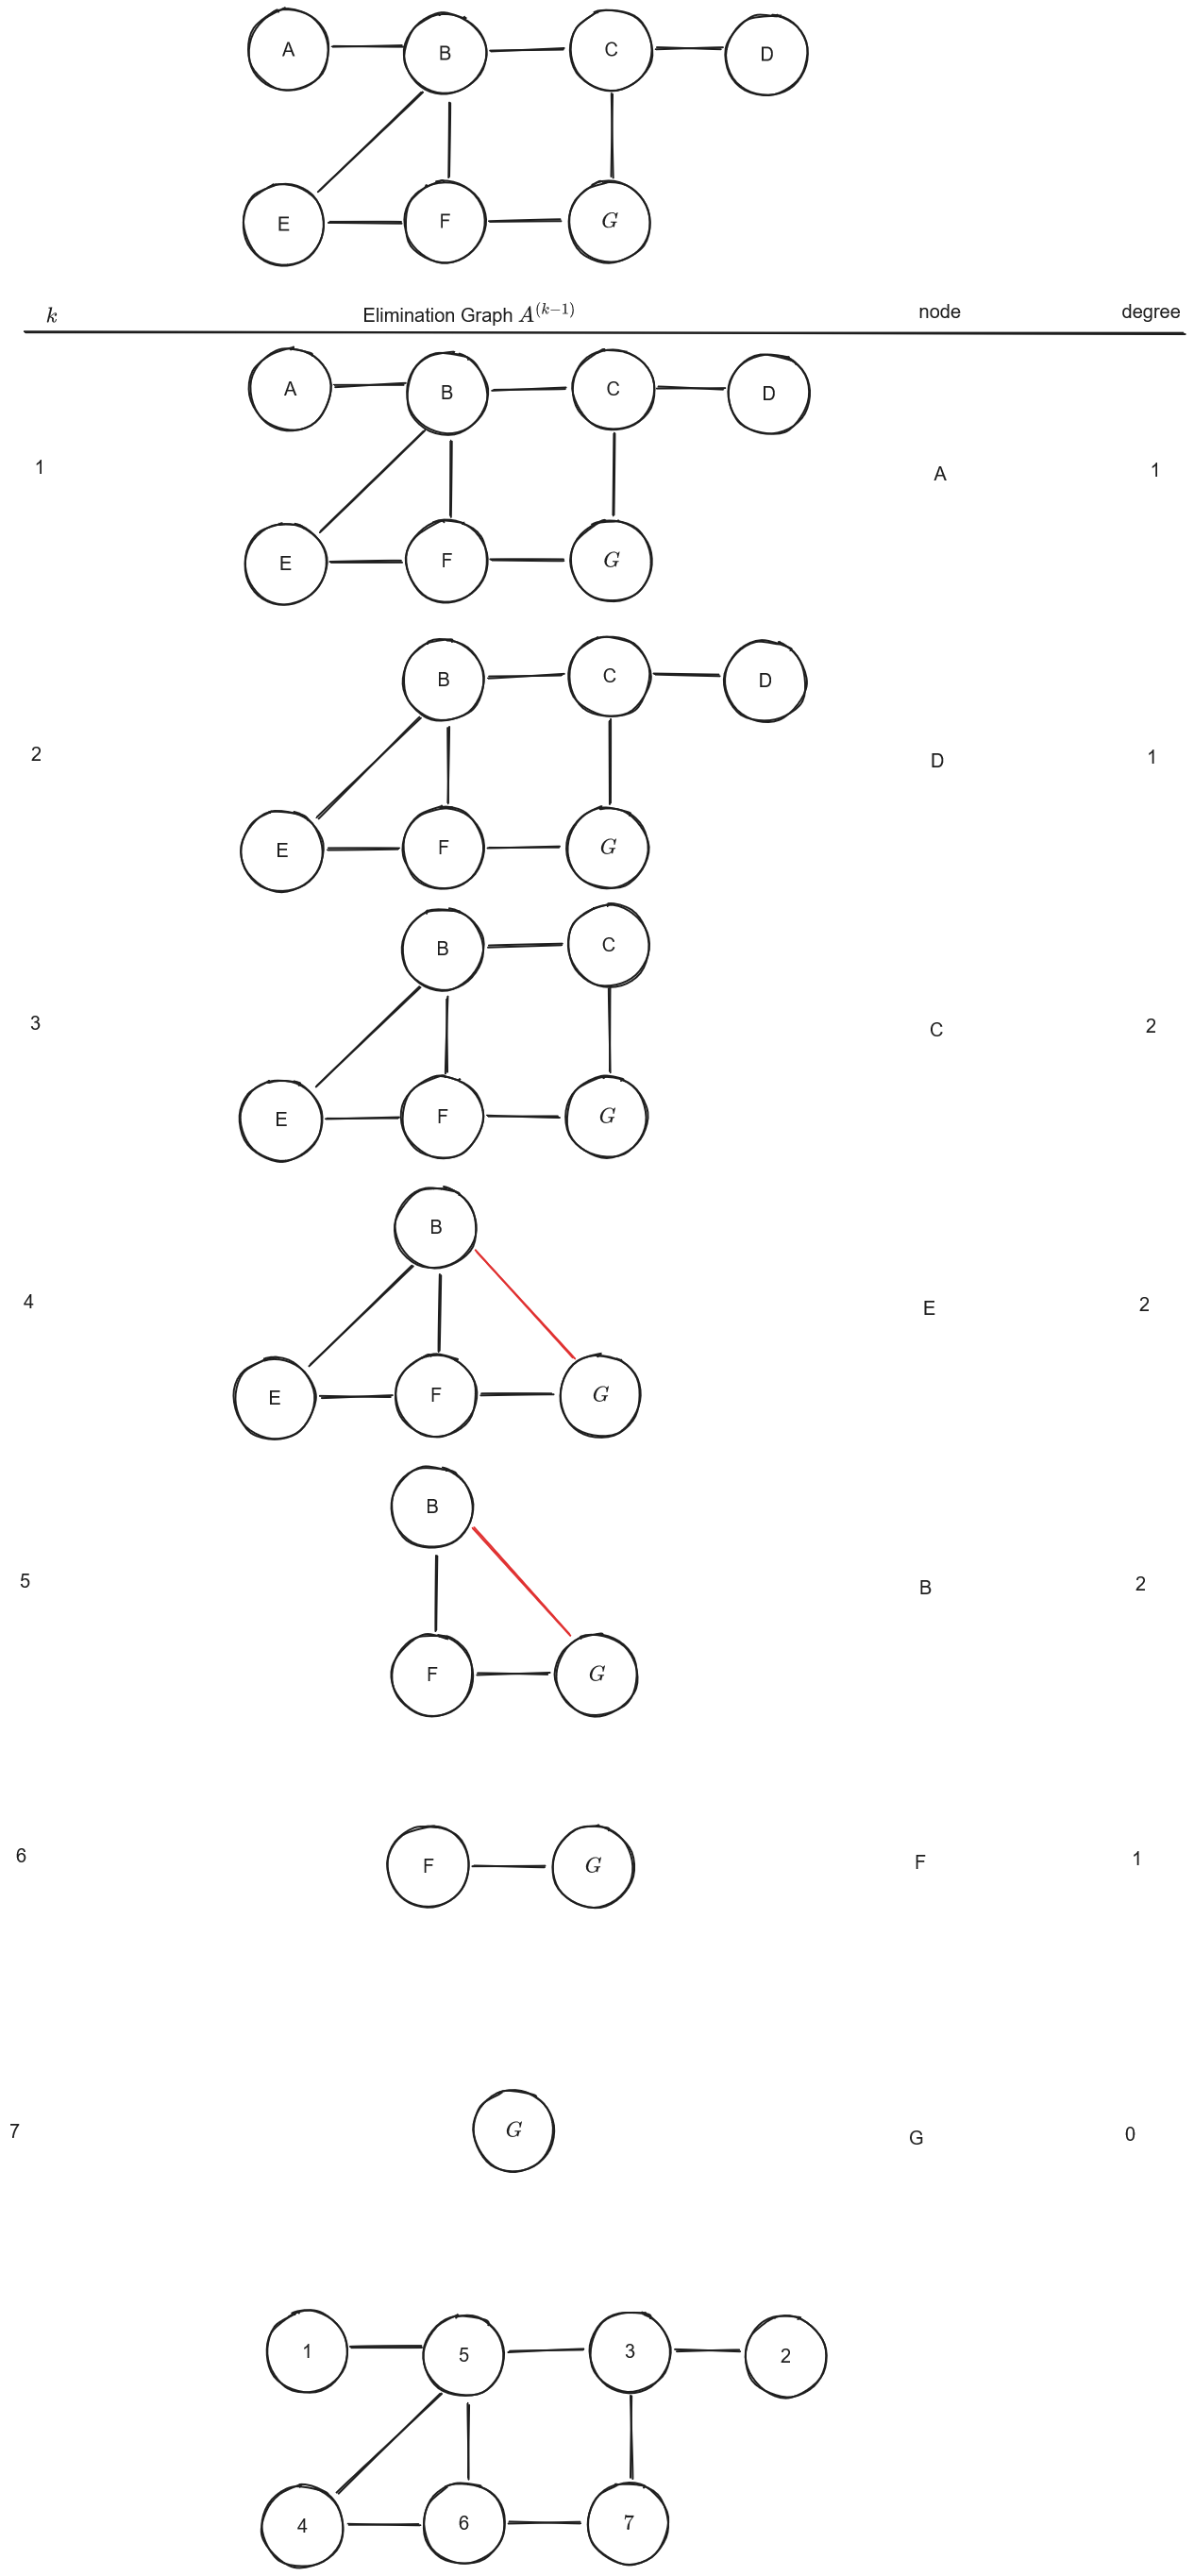 A B C D
E F G
k Elimination Graph A^{(k-1)} node degree
A B C D
1 A 1
E F G
B C D
2 D 1
E F G
B C
3 C 2
E F G
B
4 E 2
E F G
B
5 B 2
F G
6 F G F 1
7 G G 0
1 5 3 2
4 6 7